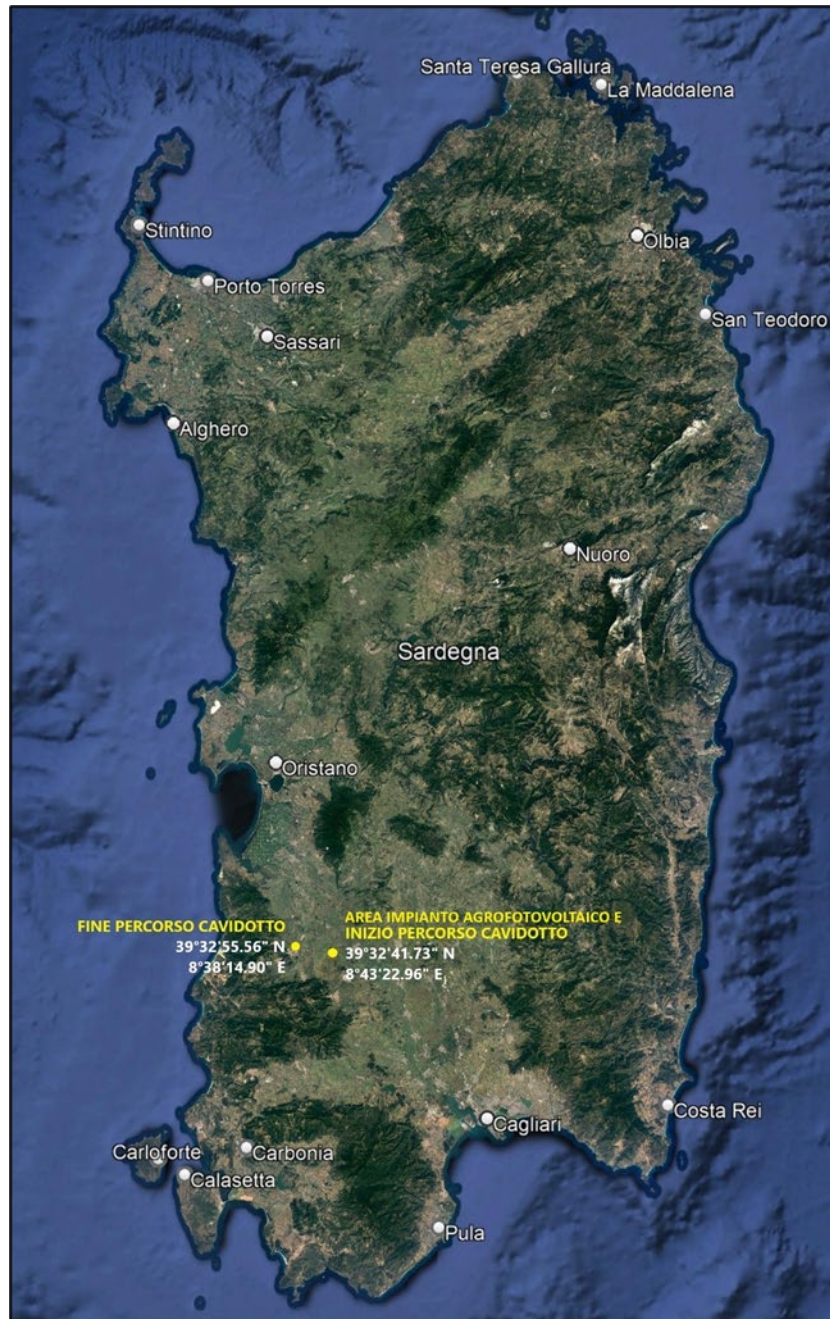 Santa Teresa Gallura
La Maddalena
Stintino
Olbia
Porto Torres
San Teodoro
Sassari
Alghero
Nuoro
Sardegna
Oristano
FINE PERCORSO CAVIDOTTO
39°32'55.56" N
8°38'14.90" E
AREA IMPIANTO AGROFOTOVOLTAICO E
INIZIO PERCORSO CAVIDOTTO
39°32'41.73" N
8°43'22.96" E
Costa Rei
Cagliari
Carloforte
Carbonia
Calasetta
Pula